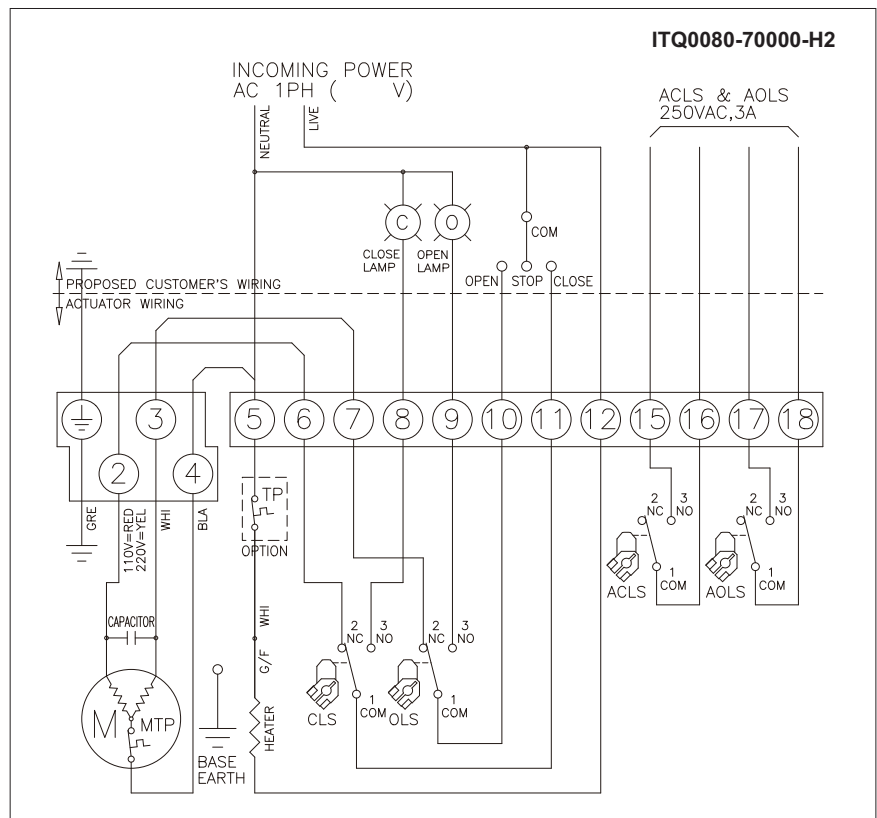 ITQ0080-70000-H2
INCOMING POWER
AC 1PH ( V)
NEUTRAL
LIVE
ACLS & AOLS
250VAC,3A
C
O
CLOSE
LAMP
OPEN
LAMP
COM
OPEN
STOP
CLOSE
PROPOSED CUSTOMER'S WIRING
ACTUATOR WIRING
3
5
6
7
8
9
10
11
12
15
16
17
18
2
4
GRE
110V=RED
220V=YEL
WHI
BLA
TP
OPTION
2
NC
3
NO
2
NC
3
NO
1
COM
ACLS
1
COM
AOLS
CAPACITOR
WHI
G/F
2
NC
3
NO
2
NC
3
NO
1
COM
CLS
1
COM
OLS
M
MTP
HEATER
BASE
EARTH